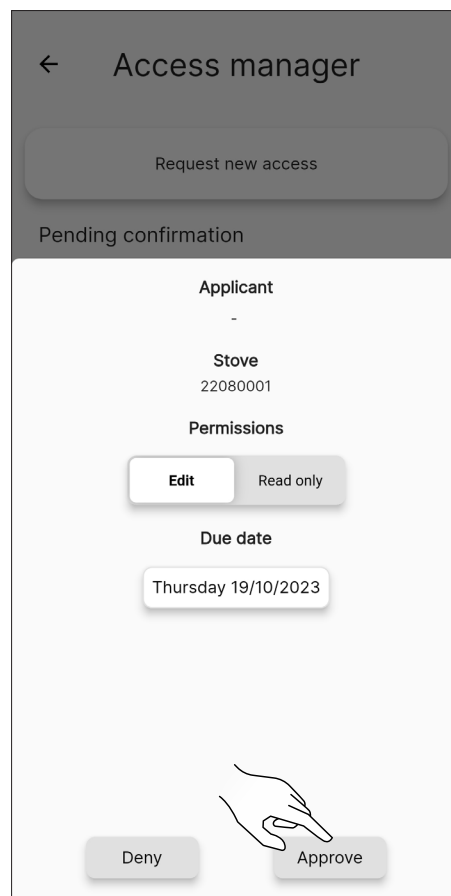 Access manager
Request new access
Pending confirmation
Applicant
-
Stove
22080001
Permissions
Edit Read only
Due date
Thursday 19/10/2023
Deny Approve